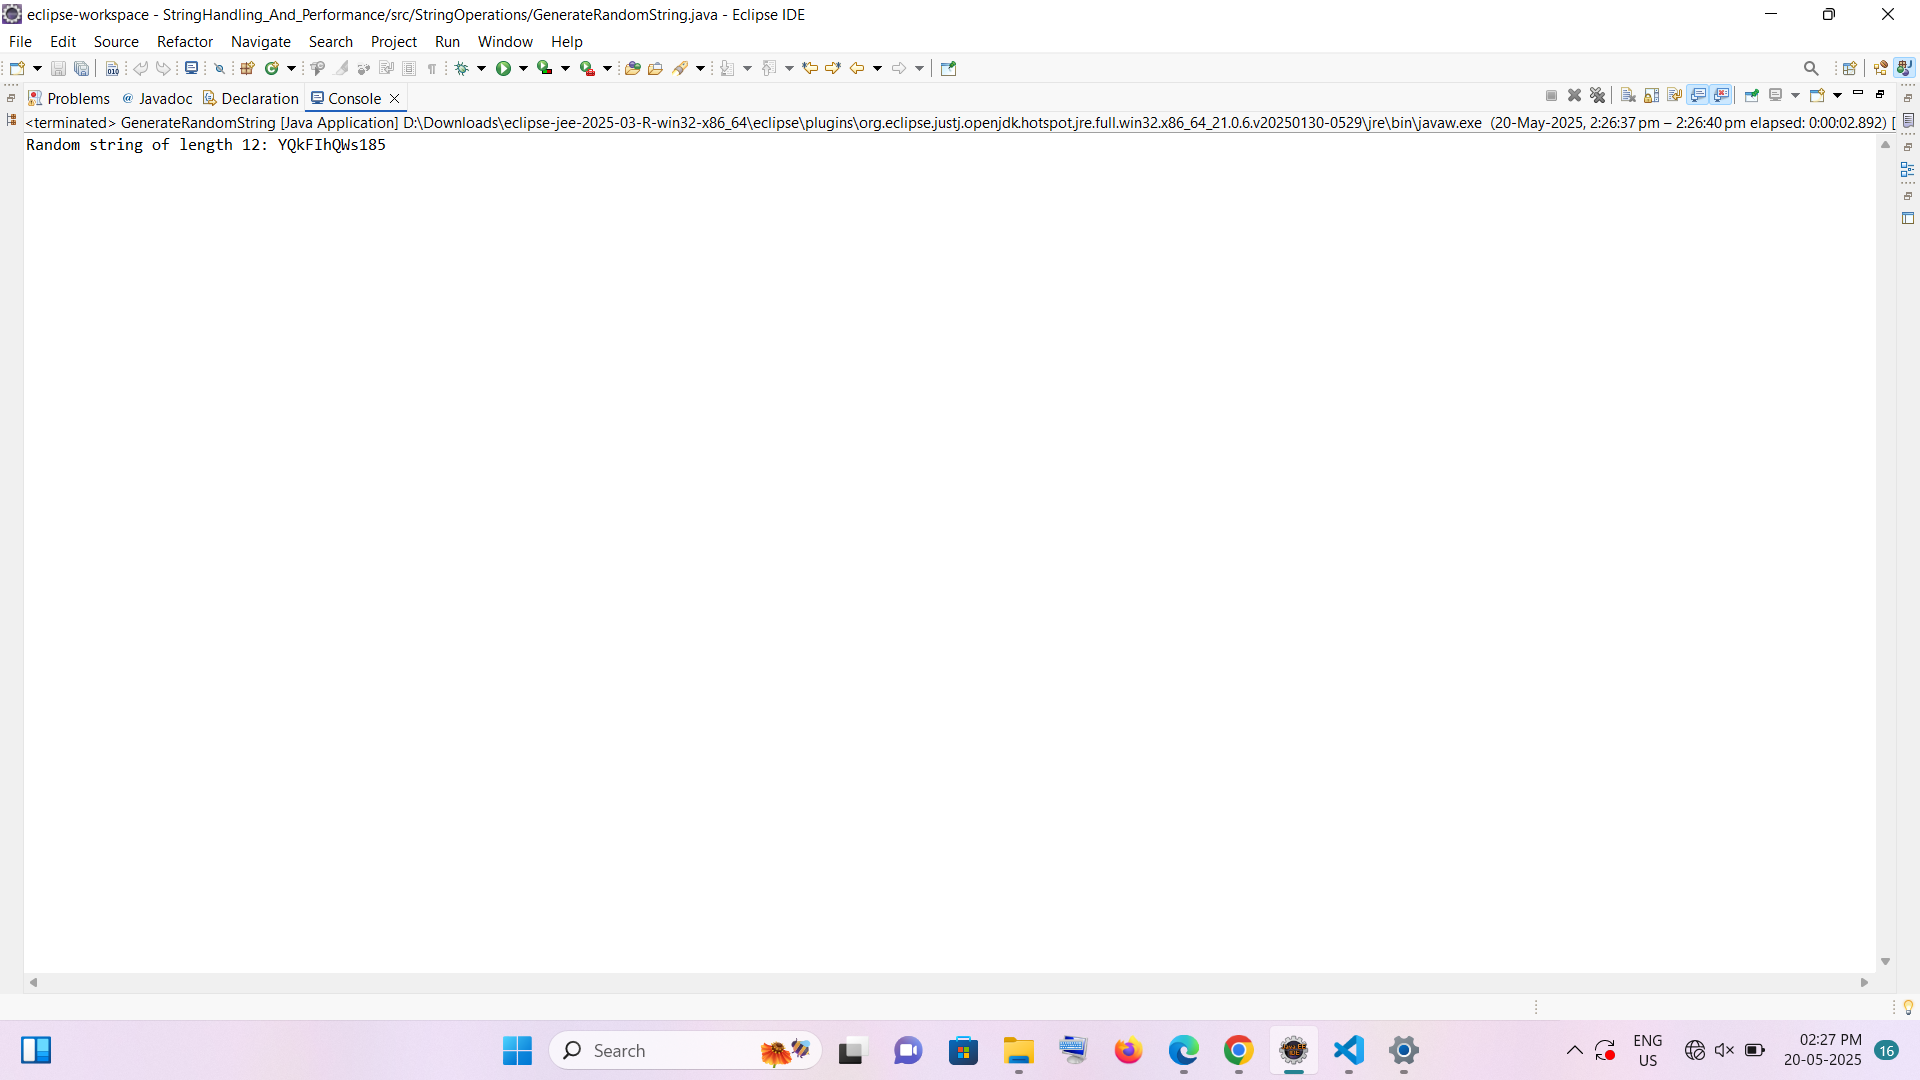 eclipse-workspace - StringHandling_And_Performance/src/StringOperations/GenerateRandomString.java - Eclipse IDE
File Edit Source Refactor Navigate Search Project Run Window Help
Problems Javadoc Declaration Console
<terminated> GenerateRandomString [Java Application] D:\Downloads\eclipse-jee-2025-03-R-win32-x86_64\eclipse\plugins\org.eclipse.justj.openjdk.hotspot.jre.full.win32.x86_64_21.0.6.v20250130-0529\jre\bin\javaw.exe (20-May-2025, 2:26:37 pm – 2:26:40 pm elapsed: 0:00:02.892) [
Random string of length 12: YQkFIhQWs185
Search
ENG
US
02:27 PM
20-05-2025
16